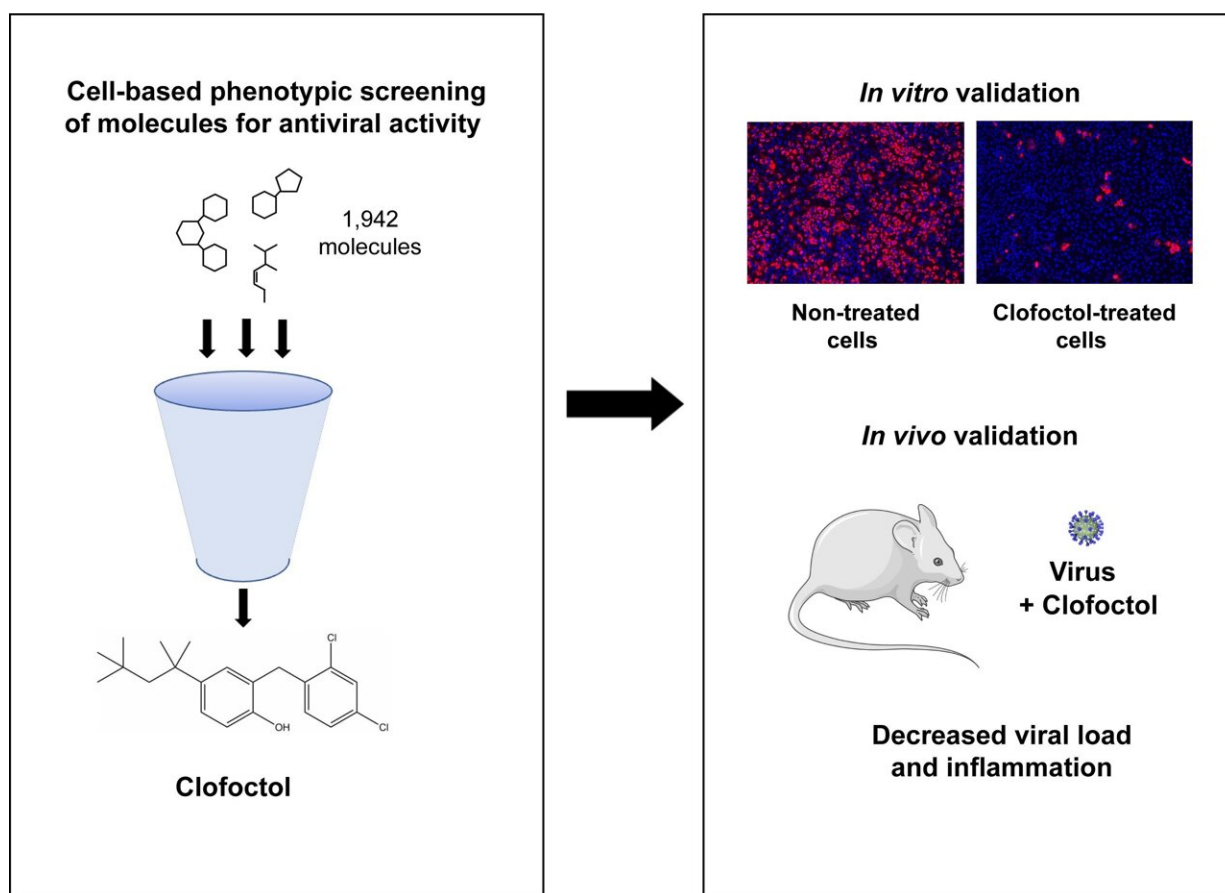 Cell-based phenotypic screening
of molecules for antiviral activity
1,942
molecules
Cl
OH
Cl
Clofoctol
In vitro validation
Non-treated
cells
Clofoctol-treated
cells
In vivo validation
Virus
+ Clofoctol
Decreased viral load
and inflammation